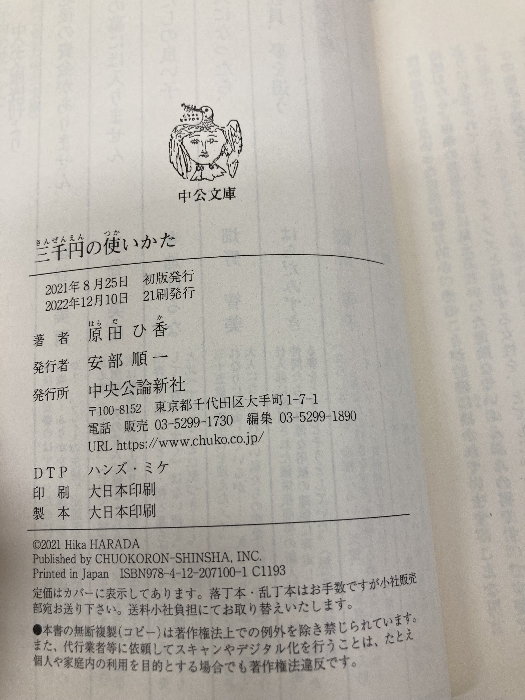 中公文庫
三千円の使いかた
2021年8月25日 初版発行
2022年12月10日 21刷発行
著者 原田ひ香
発行者 安部順一
発行所 中央公論新社
〒100-8152 東京都千代田区大手町1-7-1
電話 販売 03-5299-1730 編集 03-5299-1890
URL https://www.chuko.co.jp/
DTP ハンズ・ミケ
印刷 大日本印刷
製本 大日本印刷
©2021 Hika HARADA
Published by CHUOKORON-SHINSHA, INC.
Printed in Japan ISBN978-4-12-207100-1 C1193
定価はカバーに表示してあります。落丁本・乱丁本はお手数ですが小社販売
部宛お送り下さい。送料小社負担にてお取り替えいたします。
●本書の無断複製(コピー)は著作権法上での例外を除き禁じられています。
また、代行業者等に依頼してスキャンやデジタル化を行うことは、たとえ
個人や家庭内の利用を目的とする場合でも著作権法違反です。